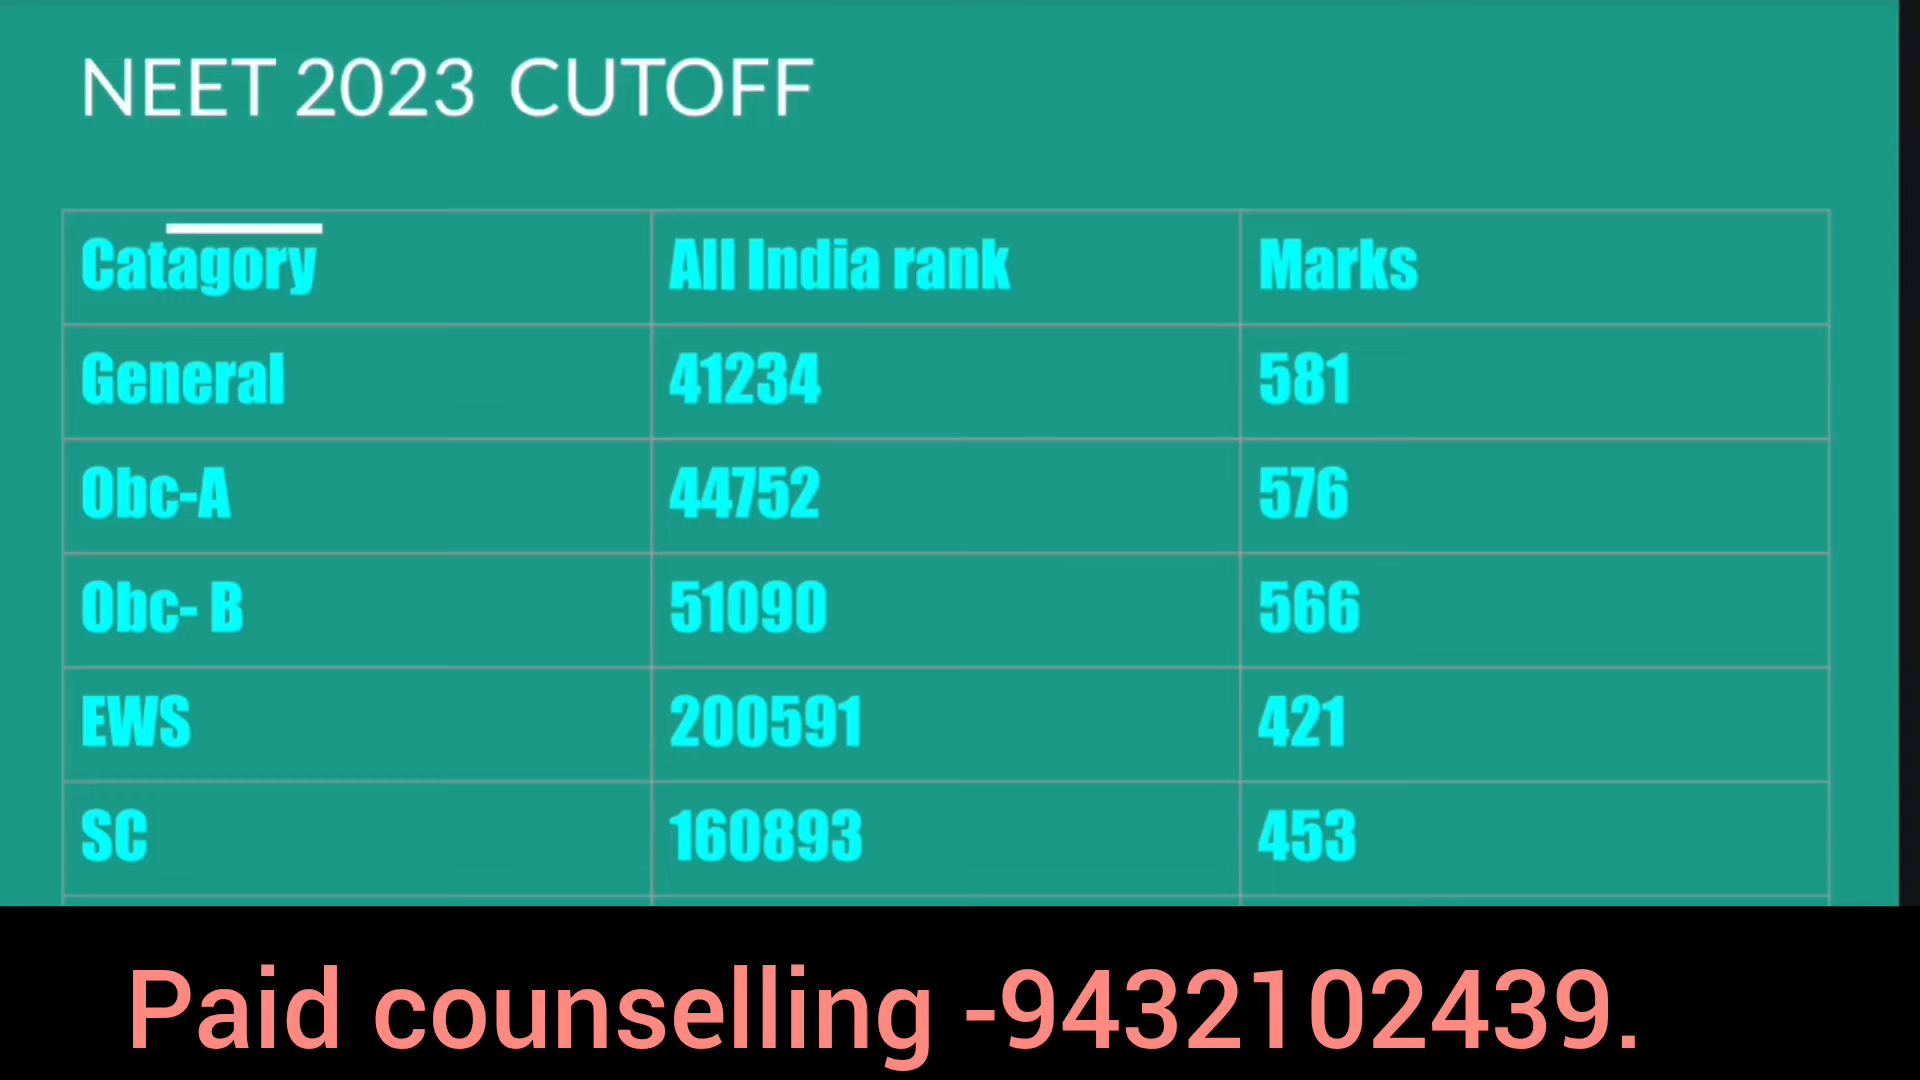 NEET 2023 CUTOFF
Catagory All India rank Marks
General 41234 581
Obc-A 44752 576
Obc- B 51090 566
EWS 200591 421
SC 160893 453
Paid counselling -9432102439.